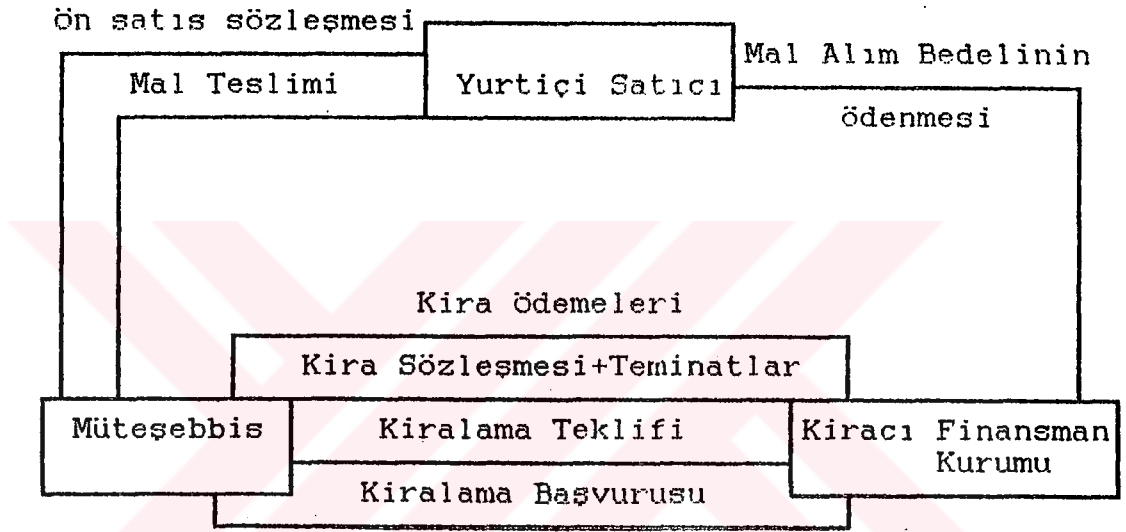 ön satıs sözleşmesi
Mal Teslimi
Yurtiçi Satıcı
Mal Alım Bedelinin
ödenmesi
Kira ödemeleri
Kira Sözleşmesi+Teminatlar
Müteşebbis
Kiralama Teklifi
Kiracı Finansman
Kurumu
Kiralama Başvurusu